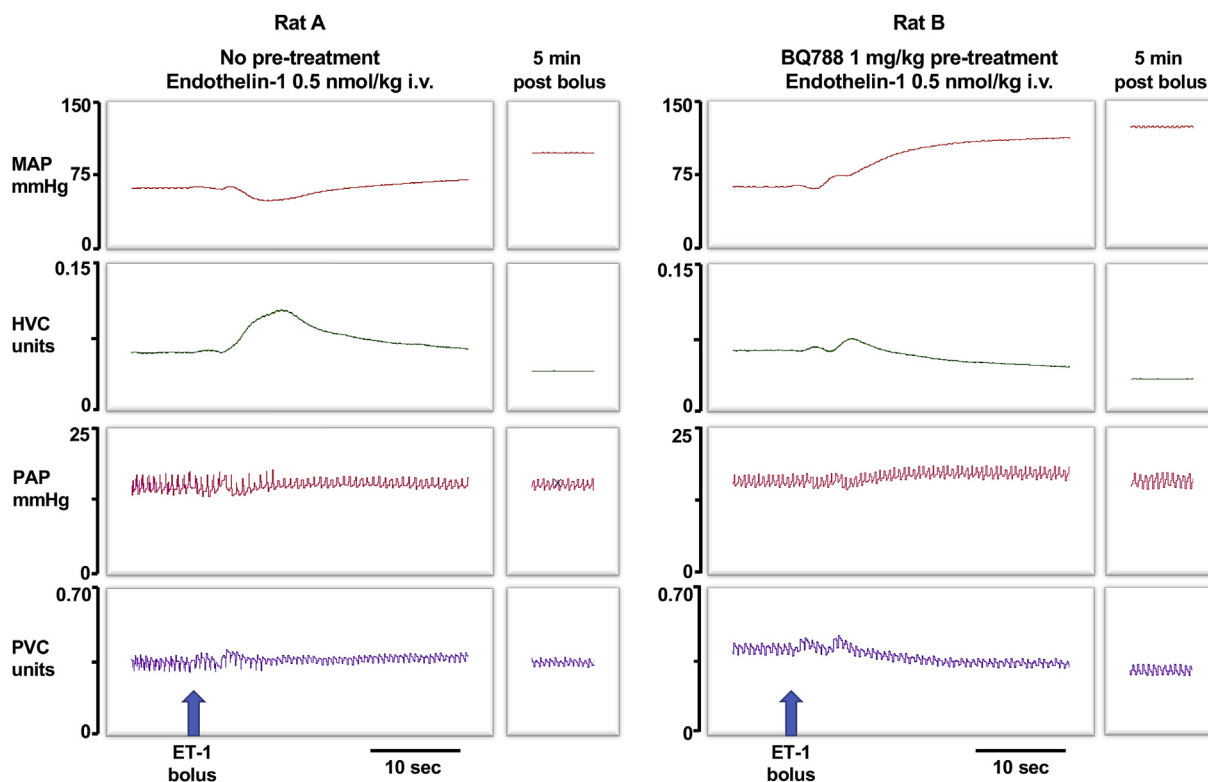 Rat A
No pre-treatment
Endothelin-1 0.5 nmol/kg i.v.
5 min
post bolus
Rat B
BQ788 1 mg/kg pre-treatment
Endothelin-1 0.5 nmol/kg i.v.
5 min
post bolus
MAP
mmHg
150
75
0
150
75
0
HVC
units
0.15
0
0.15
0
PAP
mmHg
25
0
25
0
PVC
units
0.70
0
0.70
0
ET-1
bolus
10 sec
ET-1
bolus
10 sec